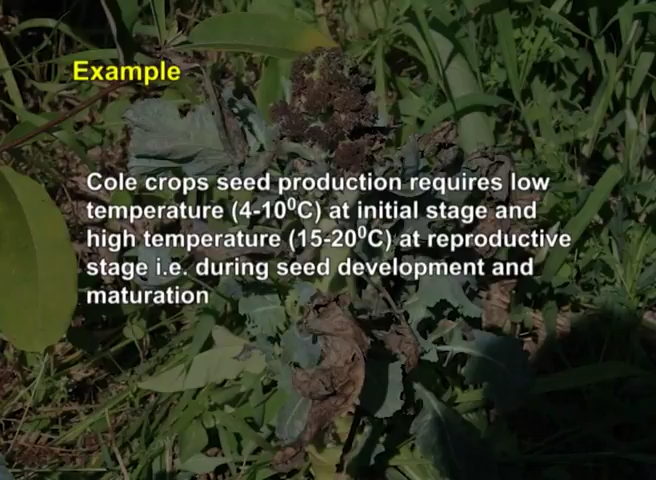 Example
Cole crops seed production requires low
temperature (4-10⁰C) at initial stage and
high temperature (15-20⁰C) at reproductive
stage i.e. during seed development and
maturation